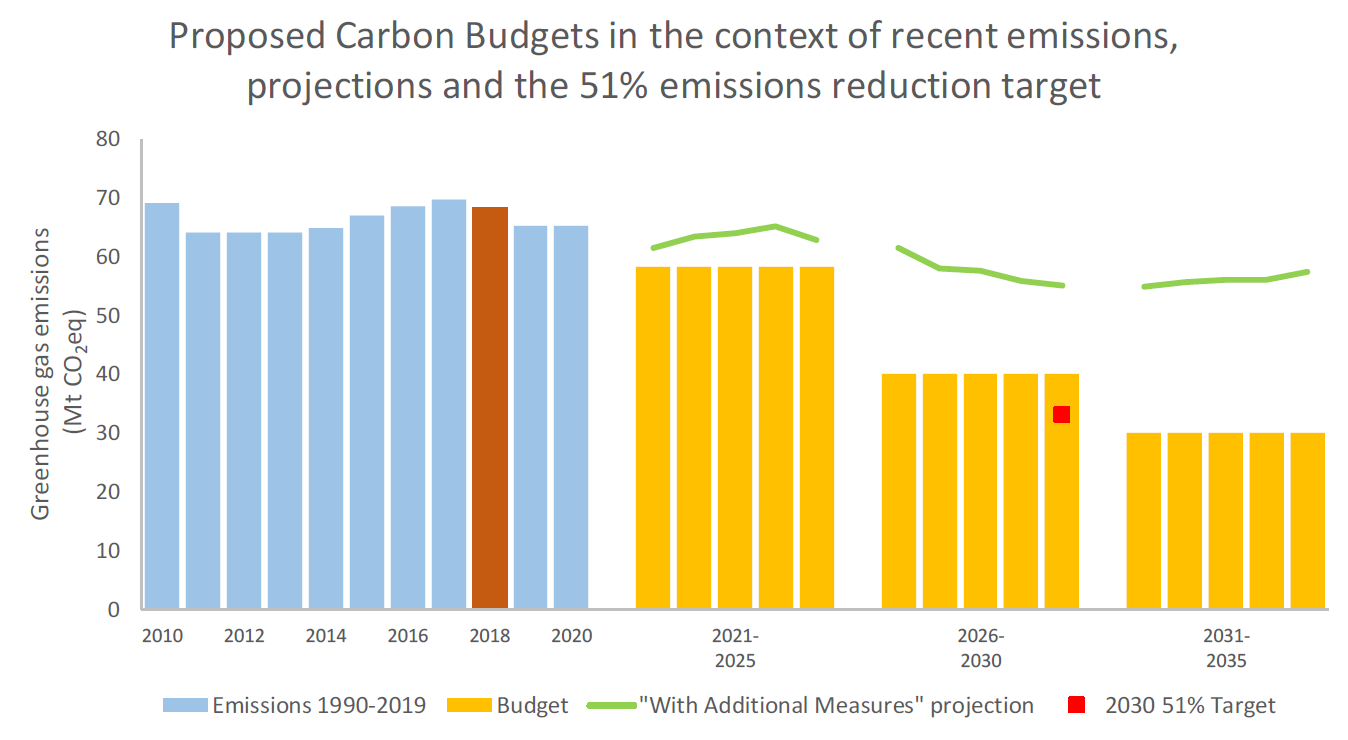 Proposed Carbon Budgets in the context of recent emissions,
projections and the 51% emissions reduction target
Greenhouse gas emissions
(Mt CO₂eq)
80
70
60
50
40
30
20
10
0
2010 2012 2014 2016 2018 2020 2021- 2026- 2031-
2025 2030 2035
Emissions 1990-2019 Budget "With Additional Measures" projection 2030 51% Target